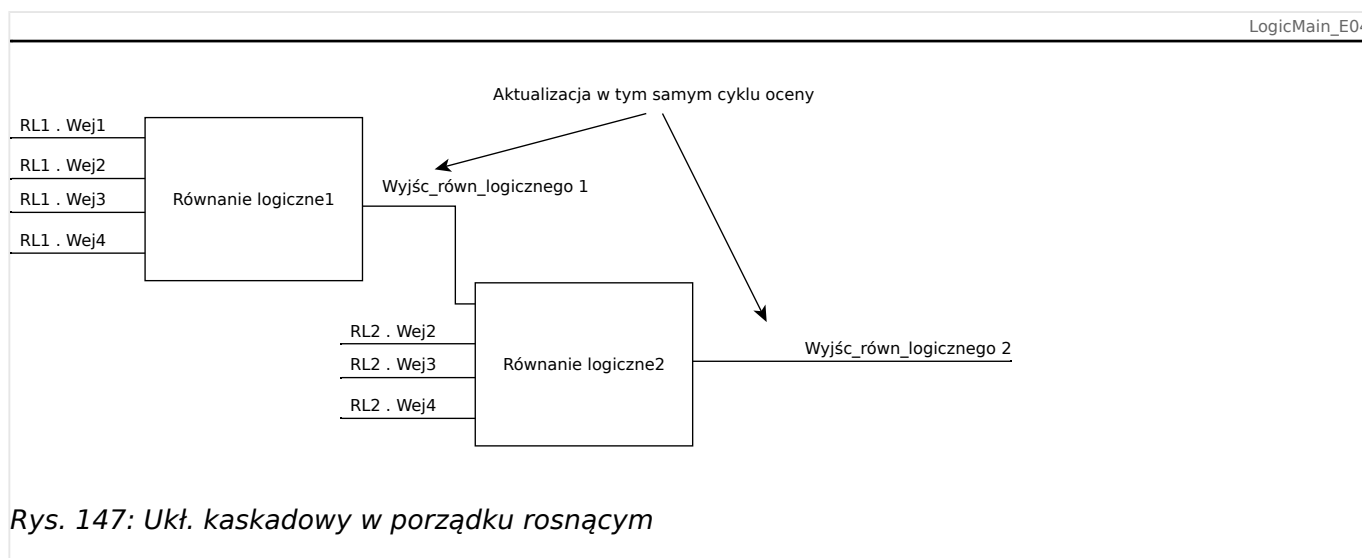 LogicMain_E04
Aktualizacja w tym samym cyklu oceny
RL1 . Wej1
RL1 . Wej2
RL1 . Wej3
RL1 . Wej4
Równanie logiczne1
Wyjśc_równ_logicznego 1
RL2 . Wej2
RL2 . Wej3
RL2 . Wej4
Równanie logiczne2
Wyjśc_równ_logicznego 2
Rys. 147: Ukł. kaskadowy w porządku rosnącym